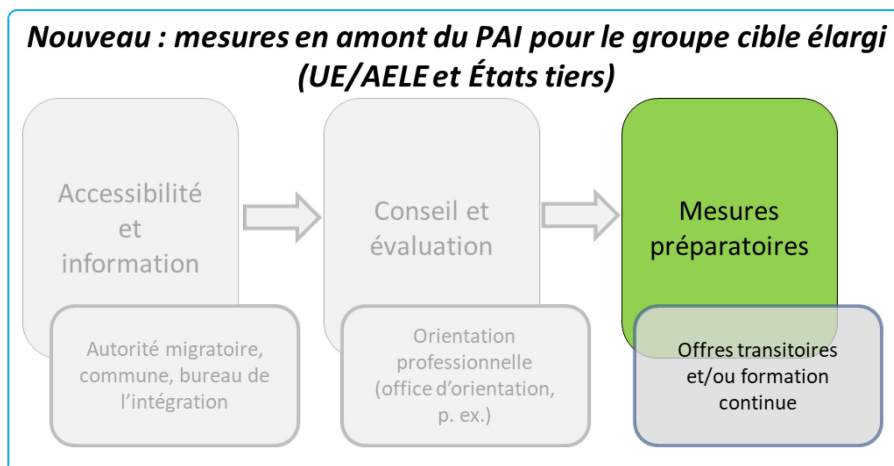 Nouveau : mesures en amont du PAI pour le groupe cible élargi
(UE/AELE et États tiers)
Accessibilité
et
information
Autorité migratoire,
commune, bureau de
l'intégration
Conseil et
évaluation
Orientation
professionnelle
(office d'orientation,
p. ex.)
Mesures
préparatoires
Offres transitoires
et/ou formation
continue